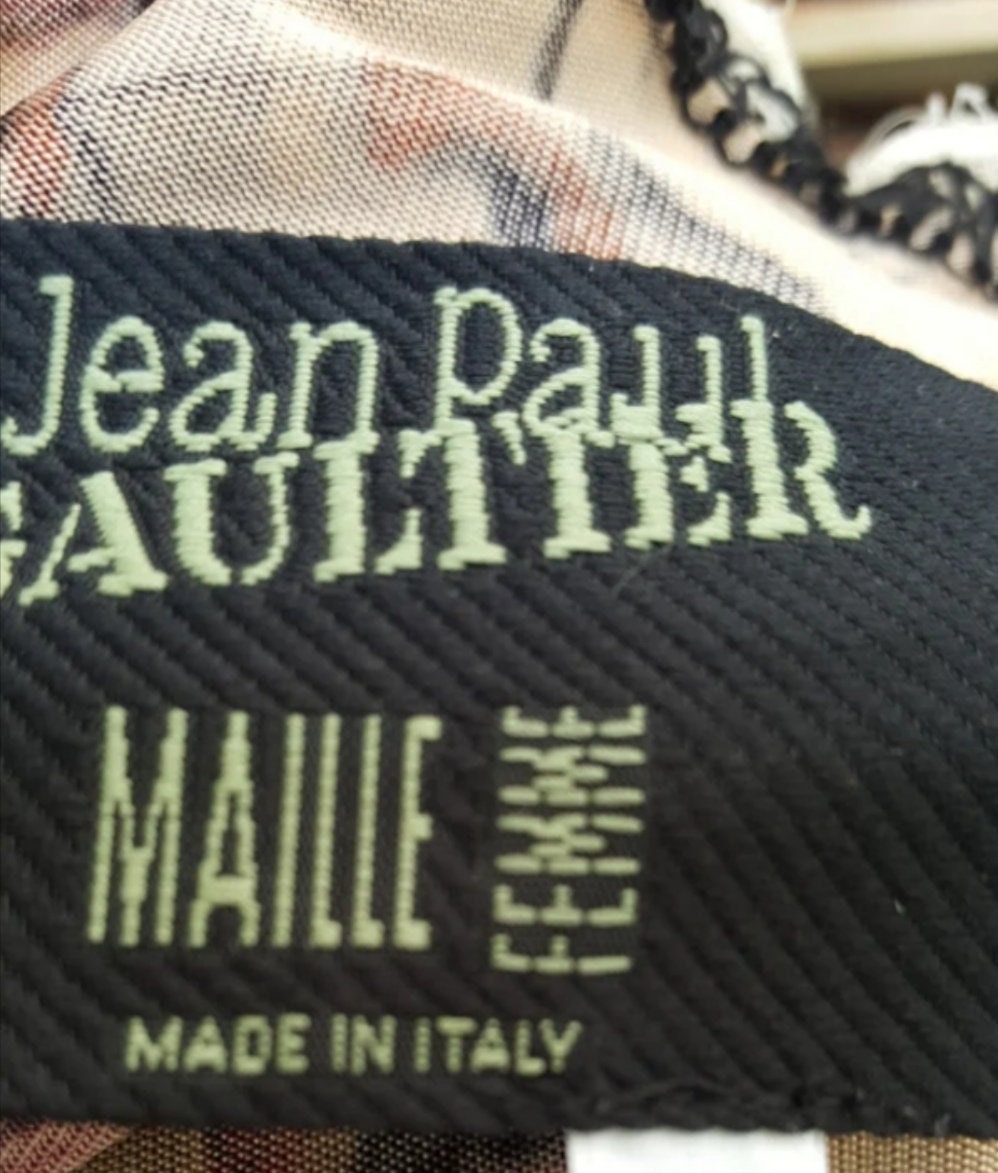 Jean Paul
GAULTIER
MAILLE
FEMME
MADE IN ITALY